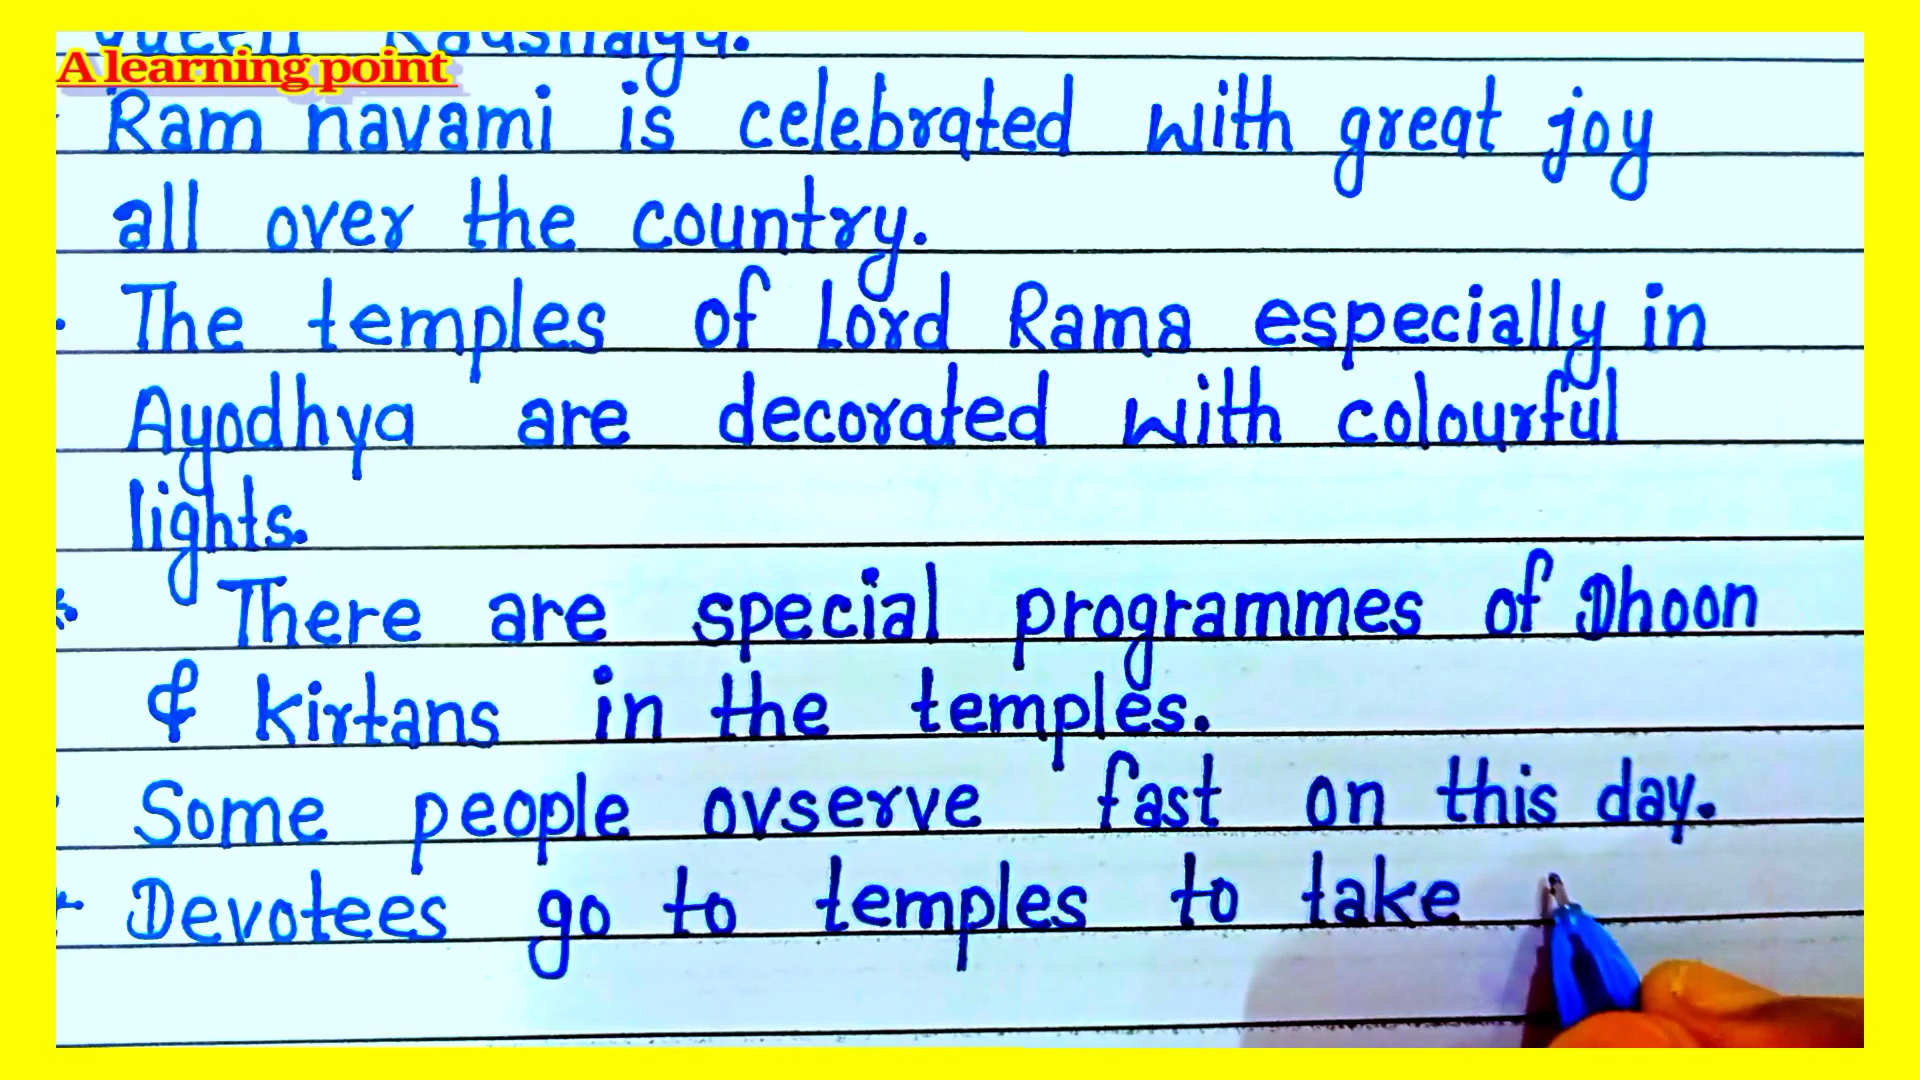 Queen Kaushalya.
A learning point
Ram navami is celebrated with great joy
all over the country.
The temples of Lord Rama especially in
Ayodhya are decorated with colourful
lights.
* There are special programmes of Dhoon
& kirtans in the temples.
Some people ovserve fast on this day.
Devotees go to temples to take